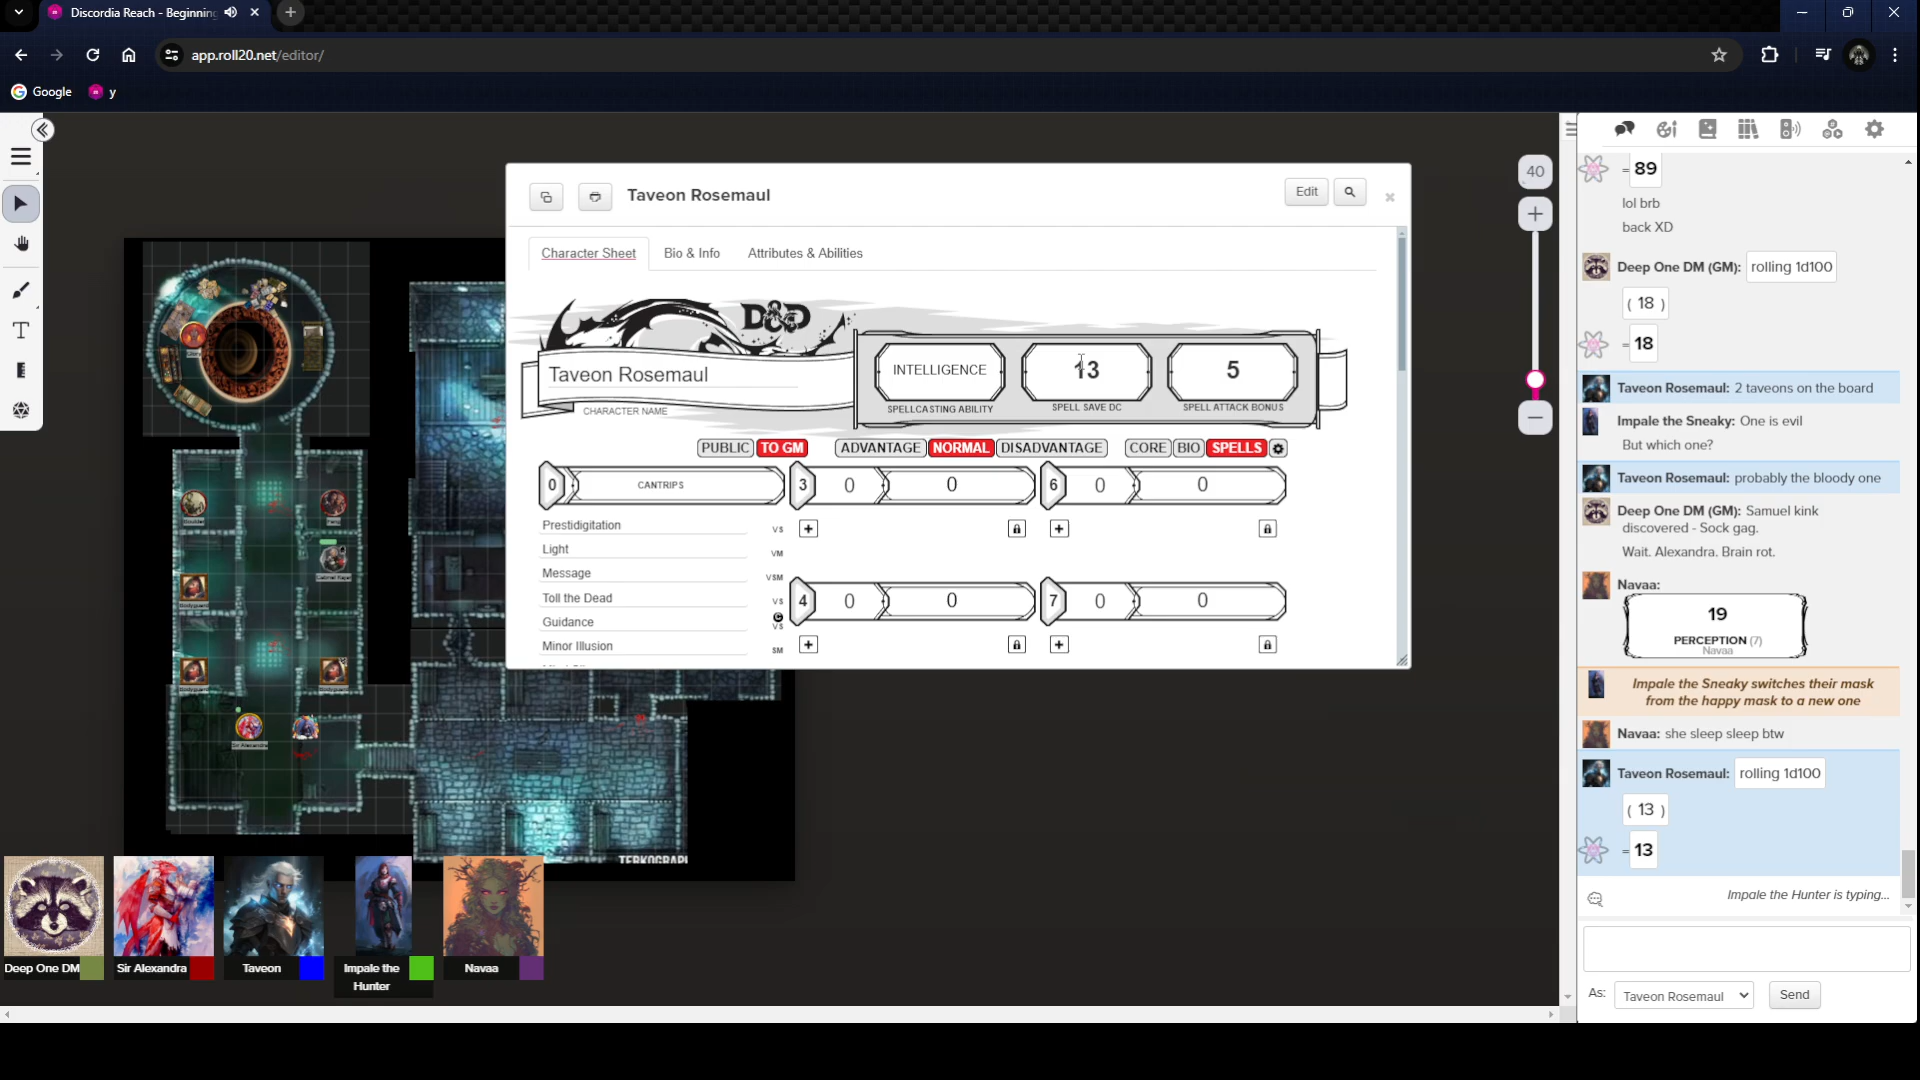 Discordia Reach - Beginning
app.roll20.net/editor/
Google
y
Taveon Rosemaul
Edit
Character Sheet
Bio & Info
Attributes & Abilities
D&D
Taveon Rosemaul
CHARACTER NAME
INTELLIGENCE
SPELLCASTING ABILITY
13
SPELL SAVE DC
5
SPELL ATTACK BONUS
PUBLIC
TO GM
ADVANTAGE
NORMAL
DISADVANTAGE
CORE
BIO
SPELLS
0
CANTRIPS
3
0
0
6
0
0
Prestidigitation
V S
Light
V M
Message
V S M
Toll the Dead
V S
Guidance
C
V S
Minor Illusion
S M
4
0
0
7
0
0
Sir Alexandra
TERKOGRAPH
40
= 89
lol brb
back XD
Deep One DM (GM): rolling 1d100
( 18 )
= 18
Taveon Rosemaul: 2 taveons on the board
Impale the Sneaky: One is evil
But which one?
Taveon Rosemaul: probably the bloody one
Deep One DM (GM): Samuel kink
discovered - Sock gag.
Wait. Alexandra. Brain rot.
Navaa:
19
PERCEPTION (7)
Navaa
Impale the Sneaky switches their mask
from the happy mask to a new one
Navaa: she sleep sleep btw
Taveon Rosemaul: rolling 1d100
( 13 )
= 13
Impale the Hunter is typing...
As: Taveon Rosemaul
Send
Deep One DM
Sir Alexandra
Taveon
Impale the
Hunter
Navaa